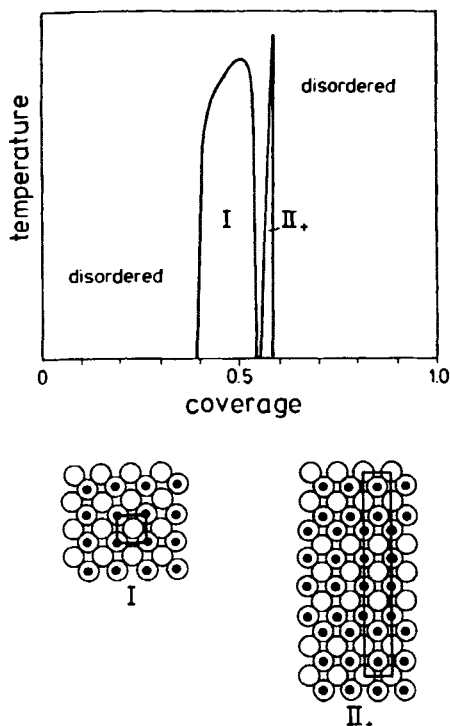 temperature
disordered
I
II+
disordered
0
0.5
1.0
coverage
I
II+